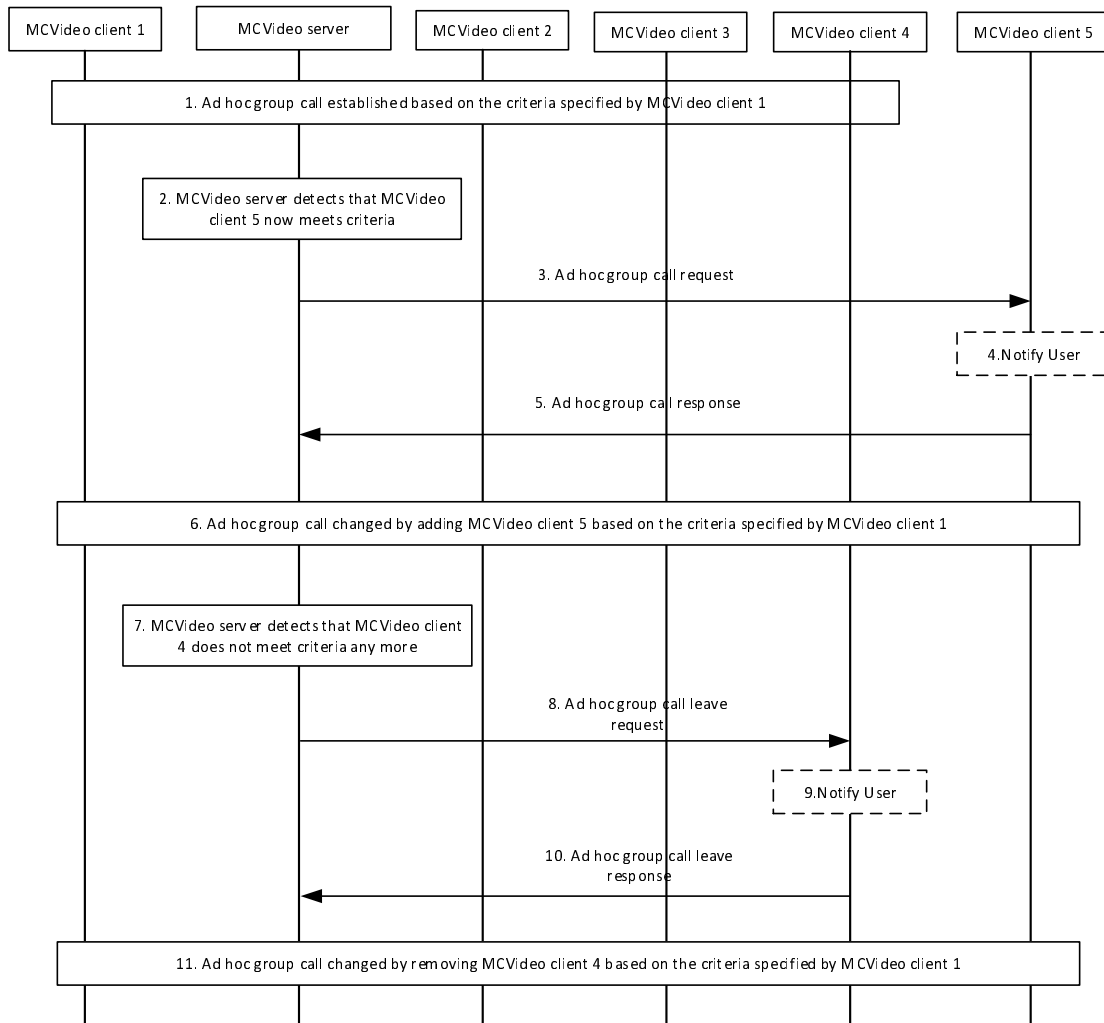 MCVideo client 1
MCVideo server
MCVideo client 2
MCVideo client 3
MCVideo client 4
MCVideo client 5
1. Ad hoc group call established based on the criteria specified by MCVideo client 1
2. MCVideo server detects that MCVideo
client 5 now meets criteria
3. Ad hoc group call request
4.Notify User
5. Ad hoc group call response
6. Ad hoc group call changed by adding MCVideo client 5 based on the criteria specified by MCVideo client 1
7. MCVideo server detects that MCVideo client
4 does not meet criteria any more
8. Ad hoc group call leave
request
9.Notify User
10. Ad hoc group call leave
response
11. Ad hoc group call changed by removing MCVideo client 4 based on the criteria specified by MCVideo client 1